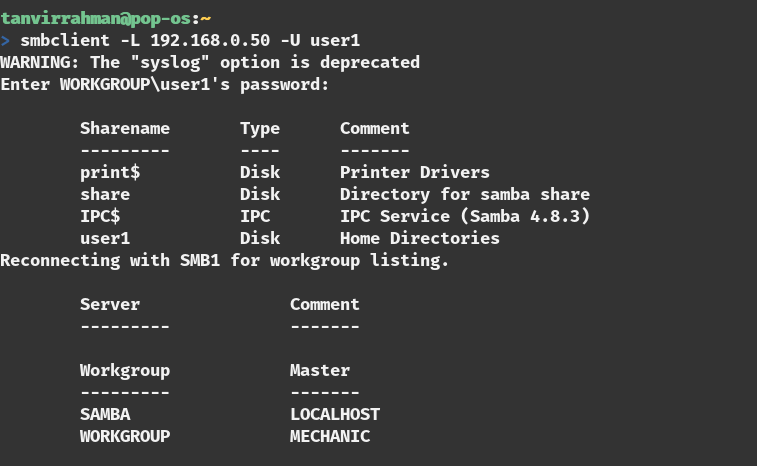 tanvirrahman@pop-os:~
> smbclient -L 192.168.0.50 -U user1
WARNING: The "syslog" option is deprecated
Enter WORKGROUP\user1's password:
Sharename Type Comment
--------- ---- -------
print$ Disk Printer Drivers
share Disk Directory for samba share
IPC$ IPC IPC Service (Samba 4.8.3)
user1 Disk Home Directories
Reconnecting with SMB1 for workgroup listing.
Server Comment
--------- -------
Workgroup Master
--------- -------
SAMBA LOCALHOST
WORKGROUP MECHANIC